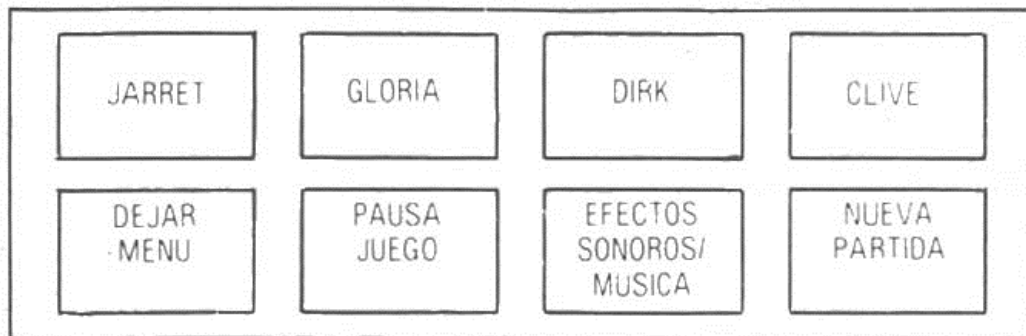 JARRET
GLORIA
DIRK
CLIVE
DEJAR
MENU
PAUSA
JUEGO
EFECTOS
SONOROS/
MUSICA
NUEVA
PARTIDA